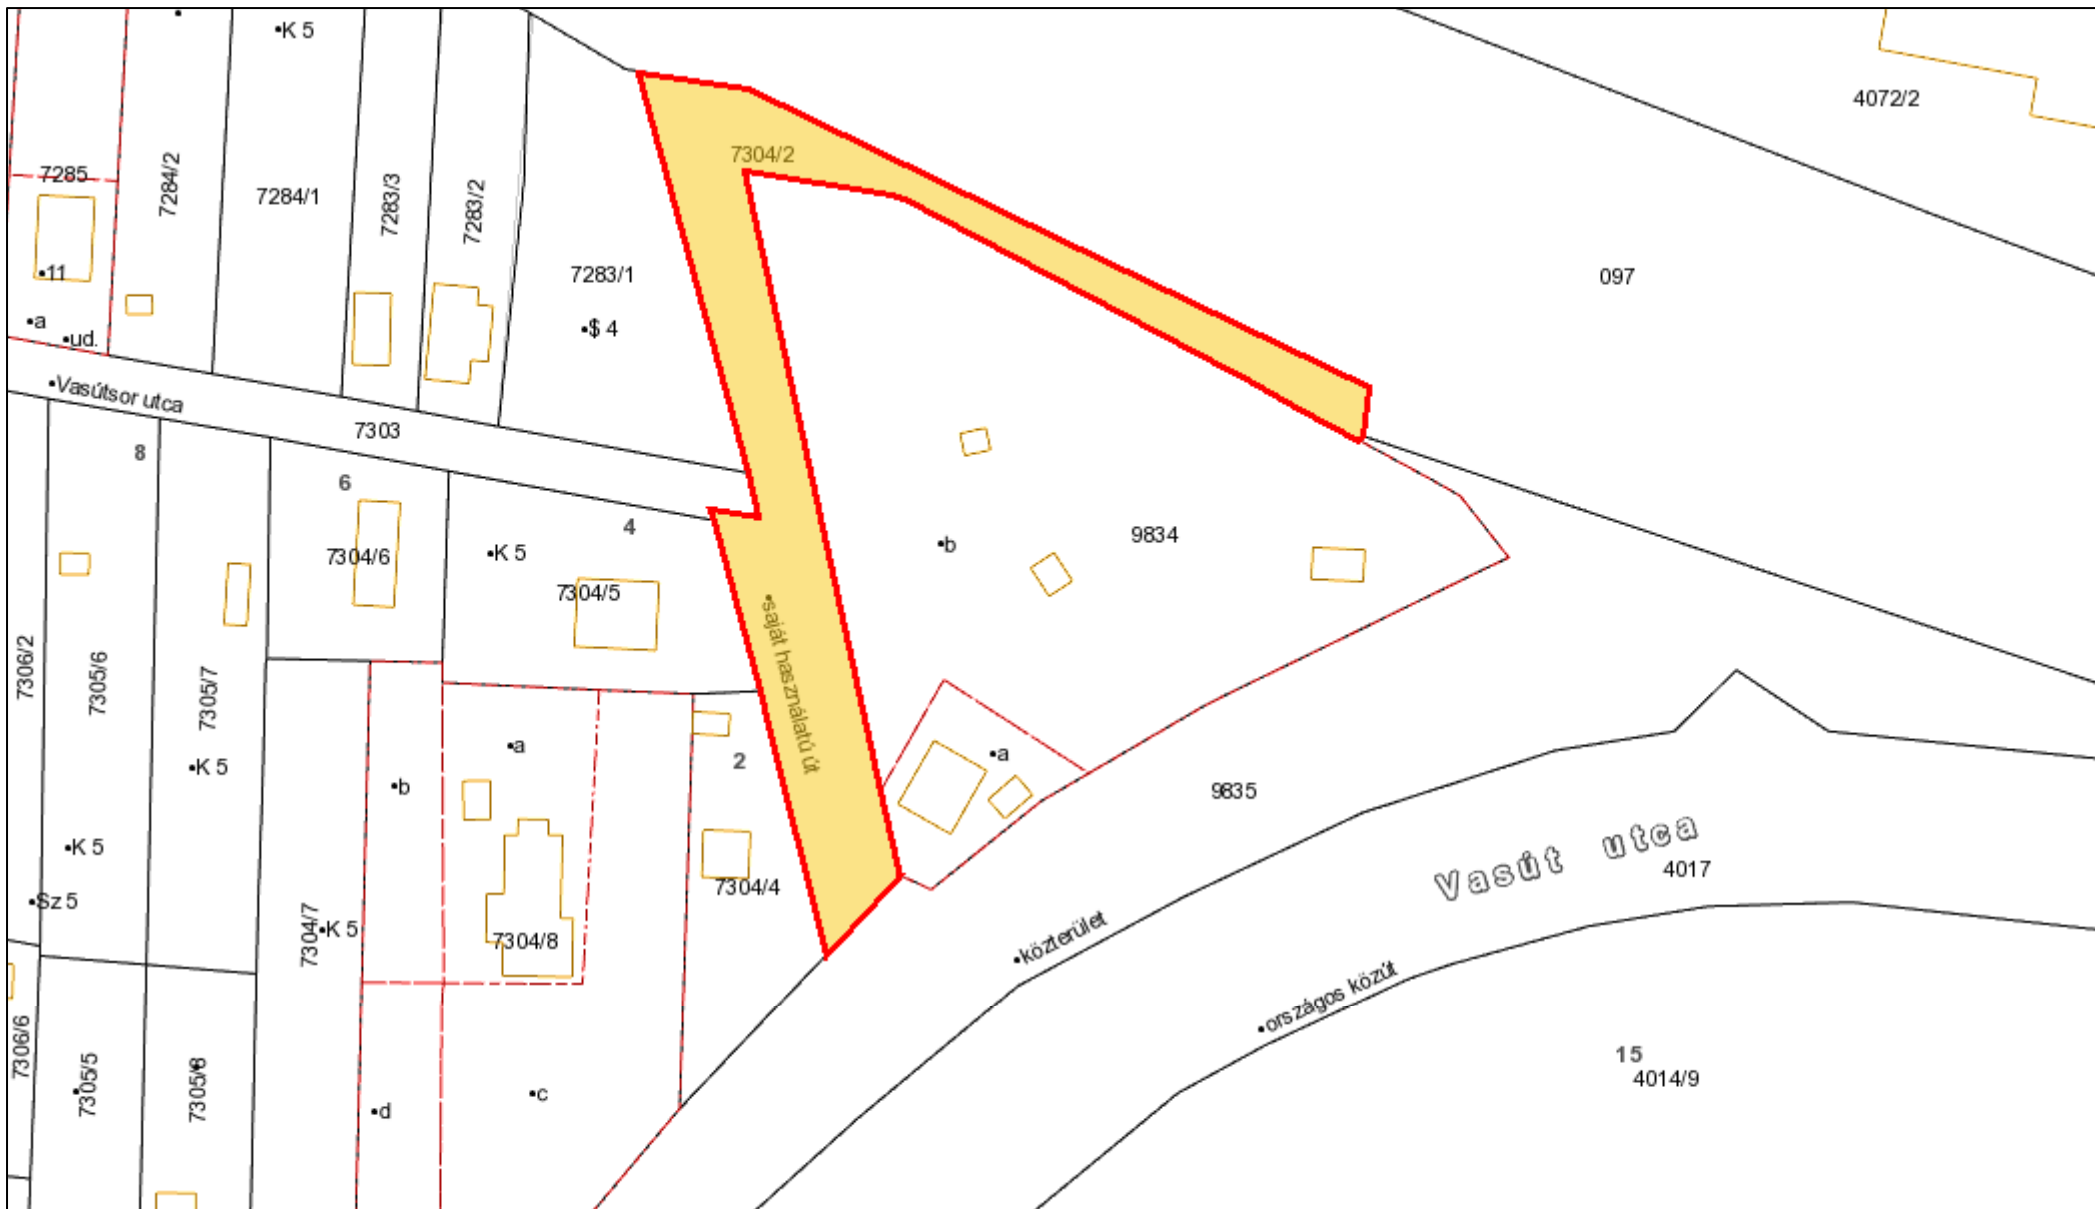 K 5
4072/2
7304/2
7285
7284/2
7284/1
7283/3
7283/2
7283/1
097
11
$ 4
a
ud.
Vasútsor utca
7303
8
6
4
K 5
9834
b
7304/6
7304/5
saját használatú út
7306/2
7305/6
7305/7
a
2
a
K 5
b
9835
Vasút utca
4017
K 5
7304/4
Sz 5
7304/7
K 5
7304/8
közterület
országos közút
7306/6
7305/5
7305/8
15
4014/9
c
d